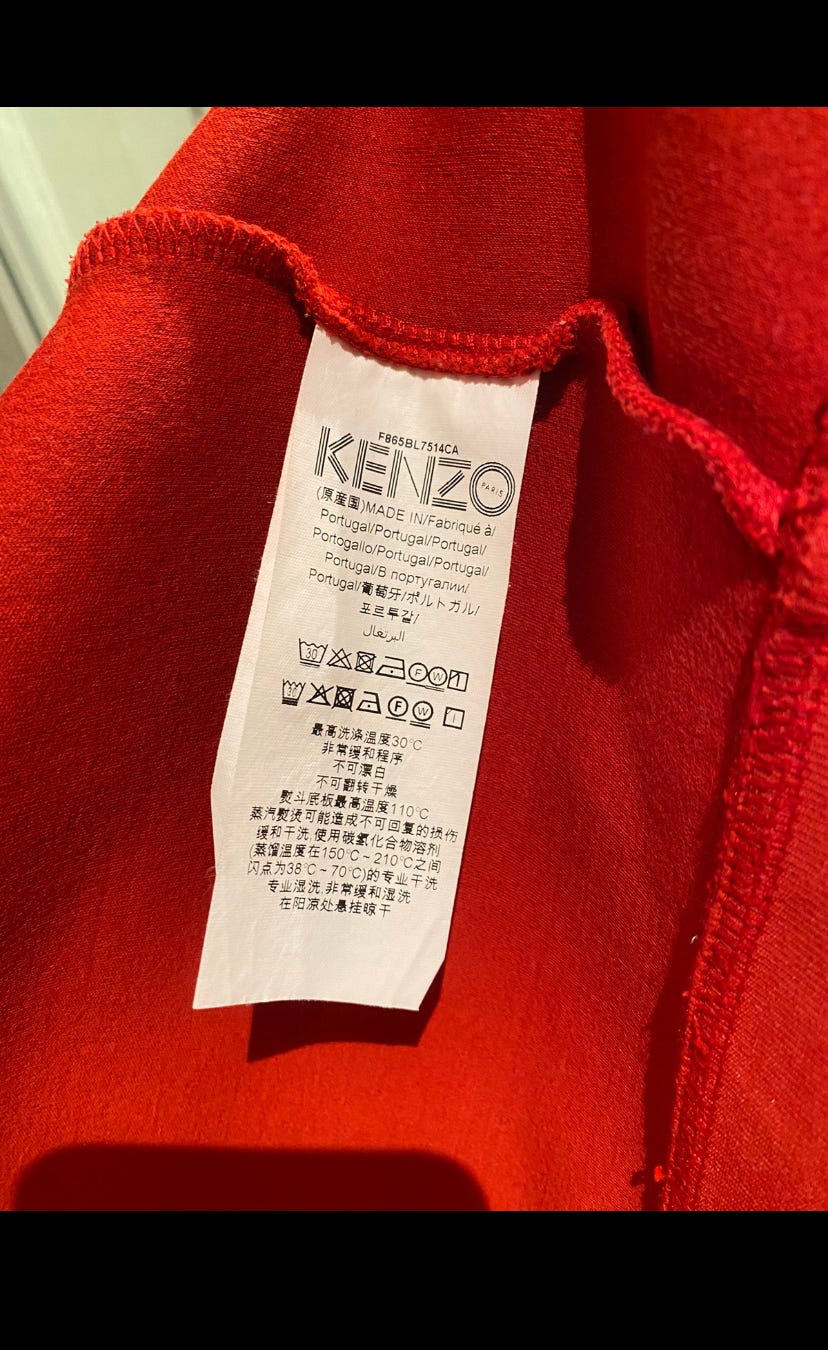 F865BL7514CA
KENZO PARIS
(原産国)MADE IN/Fabriqué à/
Portugal/Portugal/Portugal/
Portogallo/Portugal/Portugal/
Portugal/В португалии/
Portugal/葡萄牙/ポルトガル/
포르투갈/
البرتغال
30 F W
30 F W
最高洗涤温度30°C
非常缓和程序
不可漂白
不可翻转干燥
熨斗底板最高温度110°C
蒸汽熨烫可能造成不可回复的损伤
缓和干洗,使用碳氢化合物溶剂
(蒸馏温度在150°C~210°C之间
闪点为38°C~70°C)的专业干洗
专业湿洗,非常缓和湿洗
在阴凉处悬挂晾干